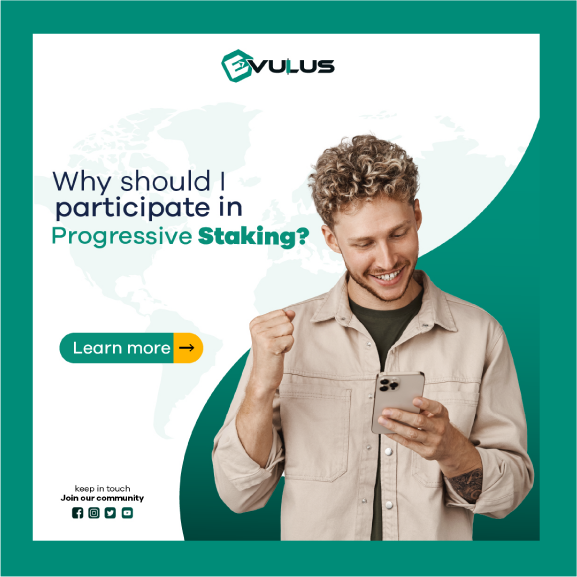 EVULUS
Why should I
participate in
Progressive Staking?
Learn more →
keep in touch
Join our community